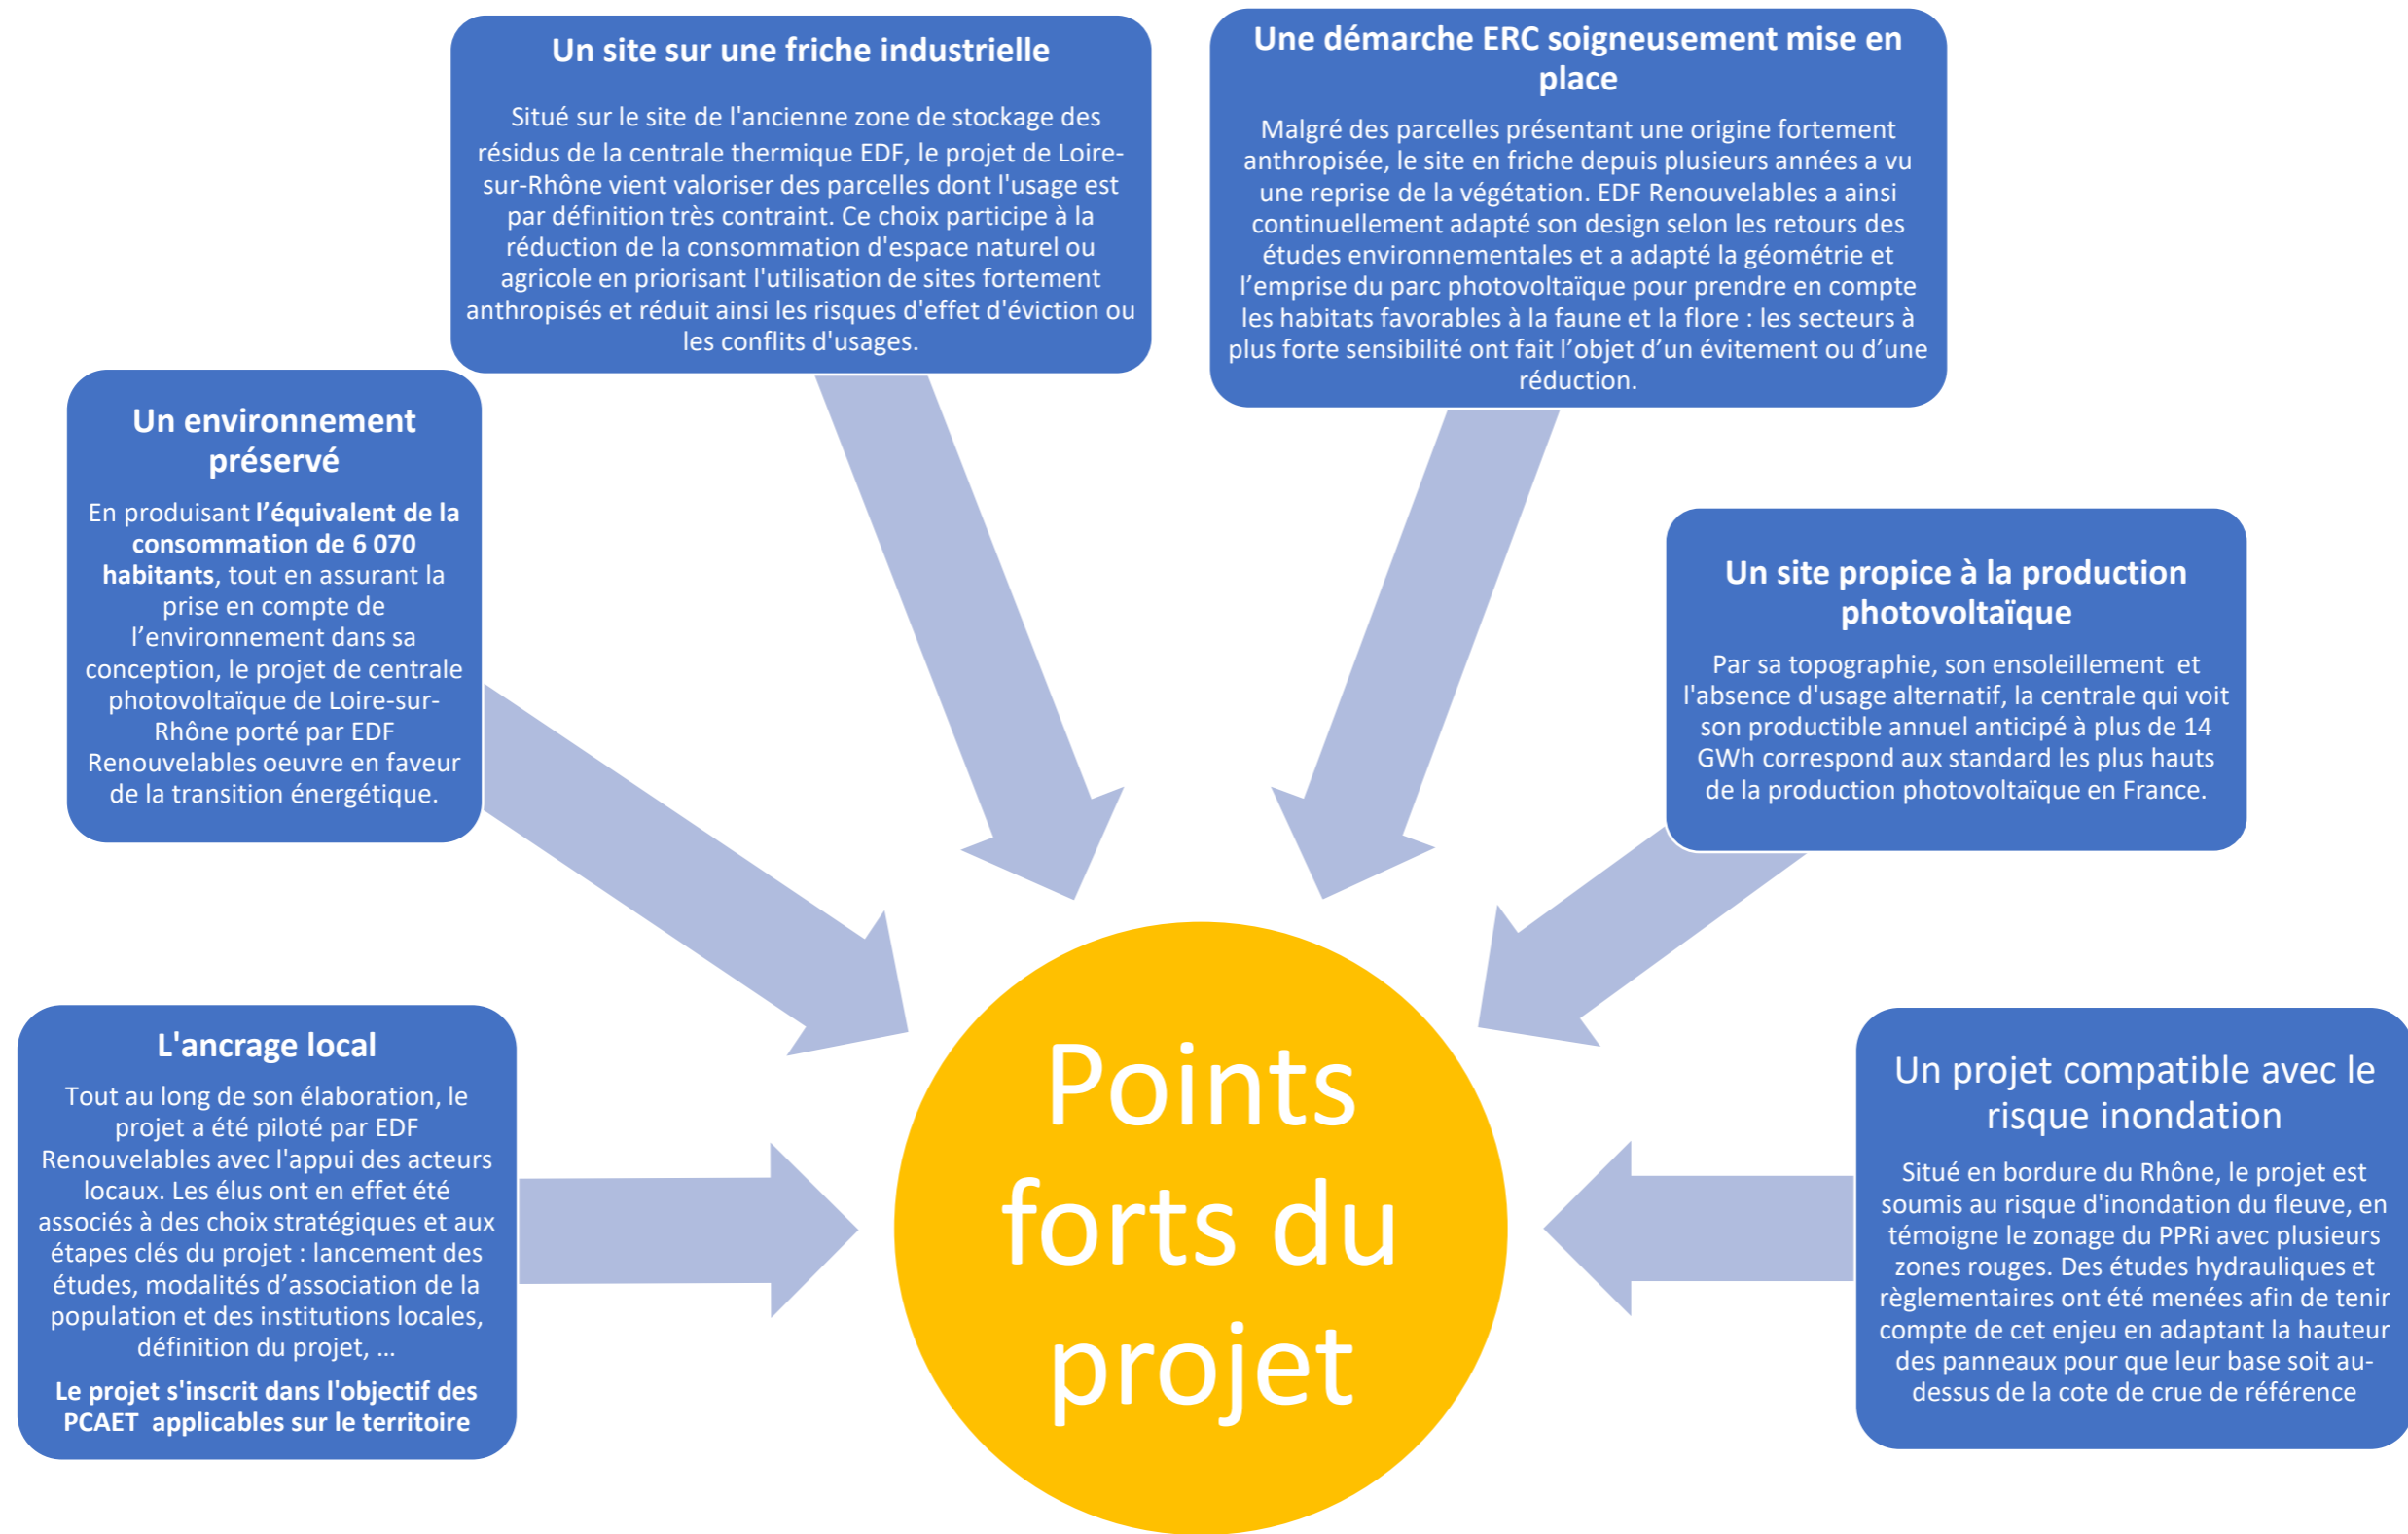 Un site sur une friche industrielle
Situé sur le site de l'ancienne zone de stockage des
résidus de la centrale thermique EDF, le projet de Loire-
sur-Rhône vient valoriser des parcelles dont l'usage est
par définition très contraint. Ce choix participe à la
réduction de la consommation d'espace naturel ou
agricole en priorisant l'utilisation de sites fortement
anthropisés et réduit ainsi les risques d'effet d'éviction ou
les conflits d'usages.
Une démarche ERC soigneusement mise en
place
Malgré des parcelles présentant une origine fortement
anthropisée, le site en friche depuis plusieurs années a vu
une reprise de la végétation. EDF Renouvelables a ainsi
continuellement adapté son design selon les retours des
études environnementales et a adapté la géométrie et
l’emprise du parc photovoltaïque pour prendre en compte
les habitats favorables à la faune et la flore : les secteurs à
plus forte sensibilité ont fait l’objet d’un évitement ou d’une
réduction.
Un environnement
préservé
En produisant l’équivalent de la
consommation de 6 070
habitants, tout en assurant la
prise en compte de
l’environnement dans sa
conception, le projet de centrale
photovoltaïque de Loire-sur-
Rhône porté par EDF
Renouvelables oeuvre en faveur
de la transition énergétique.
Un site propice à la production
photovoltaïque
Par sa topographie, son ensoleillement et
l'absence d'usage alternatif, la centrale qui voit
son productible annuel anticipé à plus de 14
GWh correspond aux standard les plus hauts
de la production photovoltaïque en France.
L'ancrage local
Tout au long de son élaboration, le
projet a été piloté par EDF
Renouvelables avec l'appui des acteurs
locaux. Les élus ont en effet été
associés à des choix stratégiques et aux
étapes clés du projet : lancement des
études, modalités d’association de la
population et des institutions locales,
définition du projet, …
Le projet s'inscrit dans l'objectif des
PCAET applicables sur le territoire
Points
forts du
projet
Un projet compatible avec le
risque inondation
Situé en bordure du Rhône, le projet est
soumis au risque d'inondation du fleuve, en
témoigne le zonage du PPRi avec plusieurs
zones rouges. Des études hydrauliques et
règlementaires ont été menées afin de tenir
compte de cet enjeu en adaptant la hauteur
des panneaux pour que leur base soit au-
dessus de la cote de crue de référence